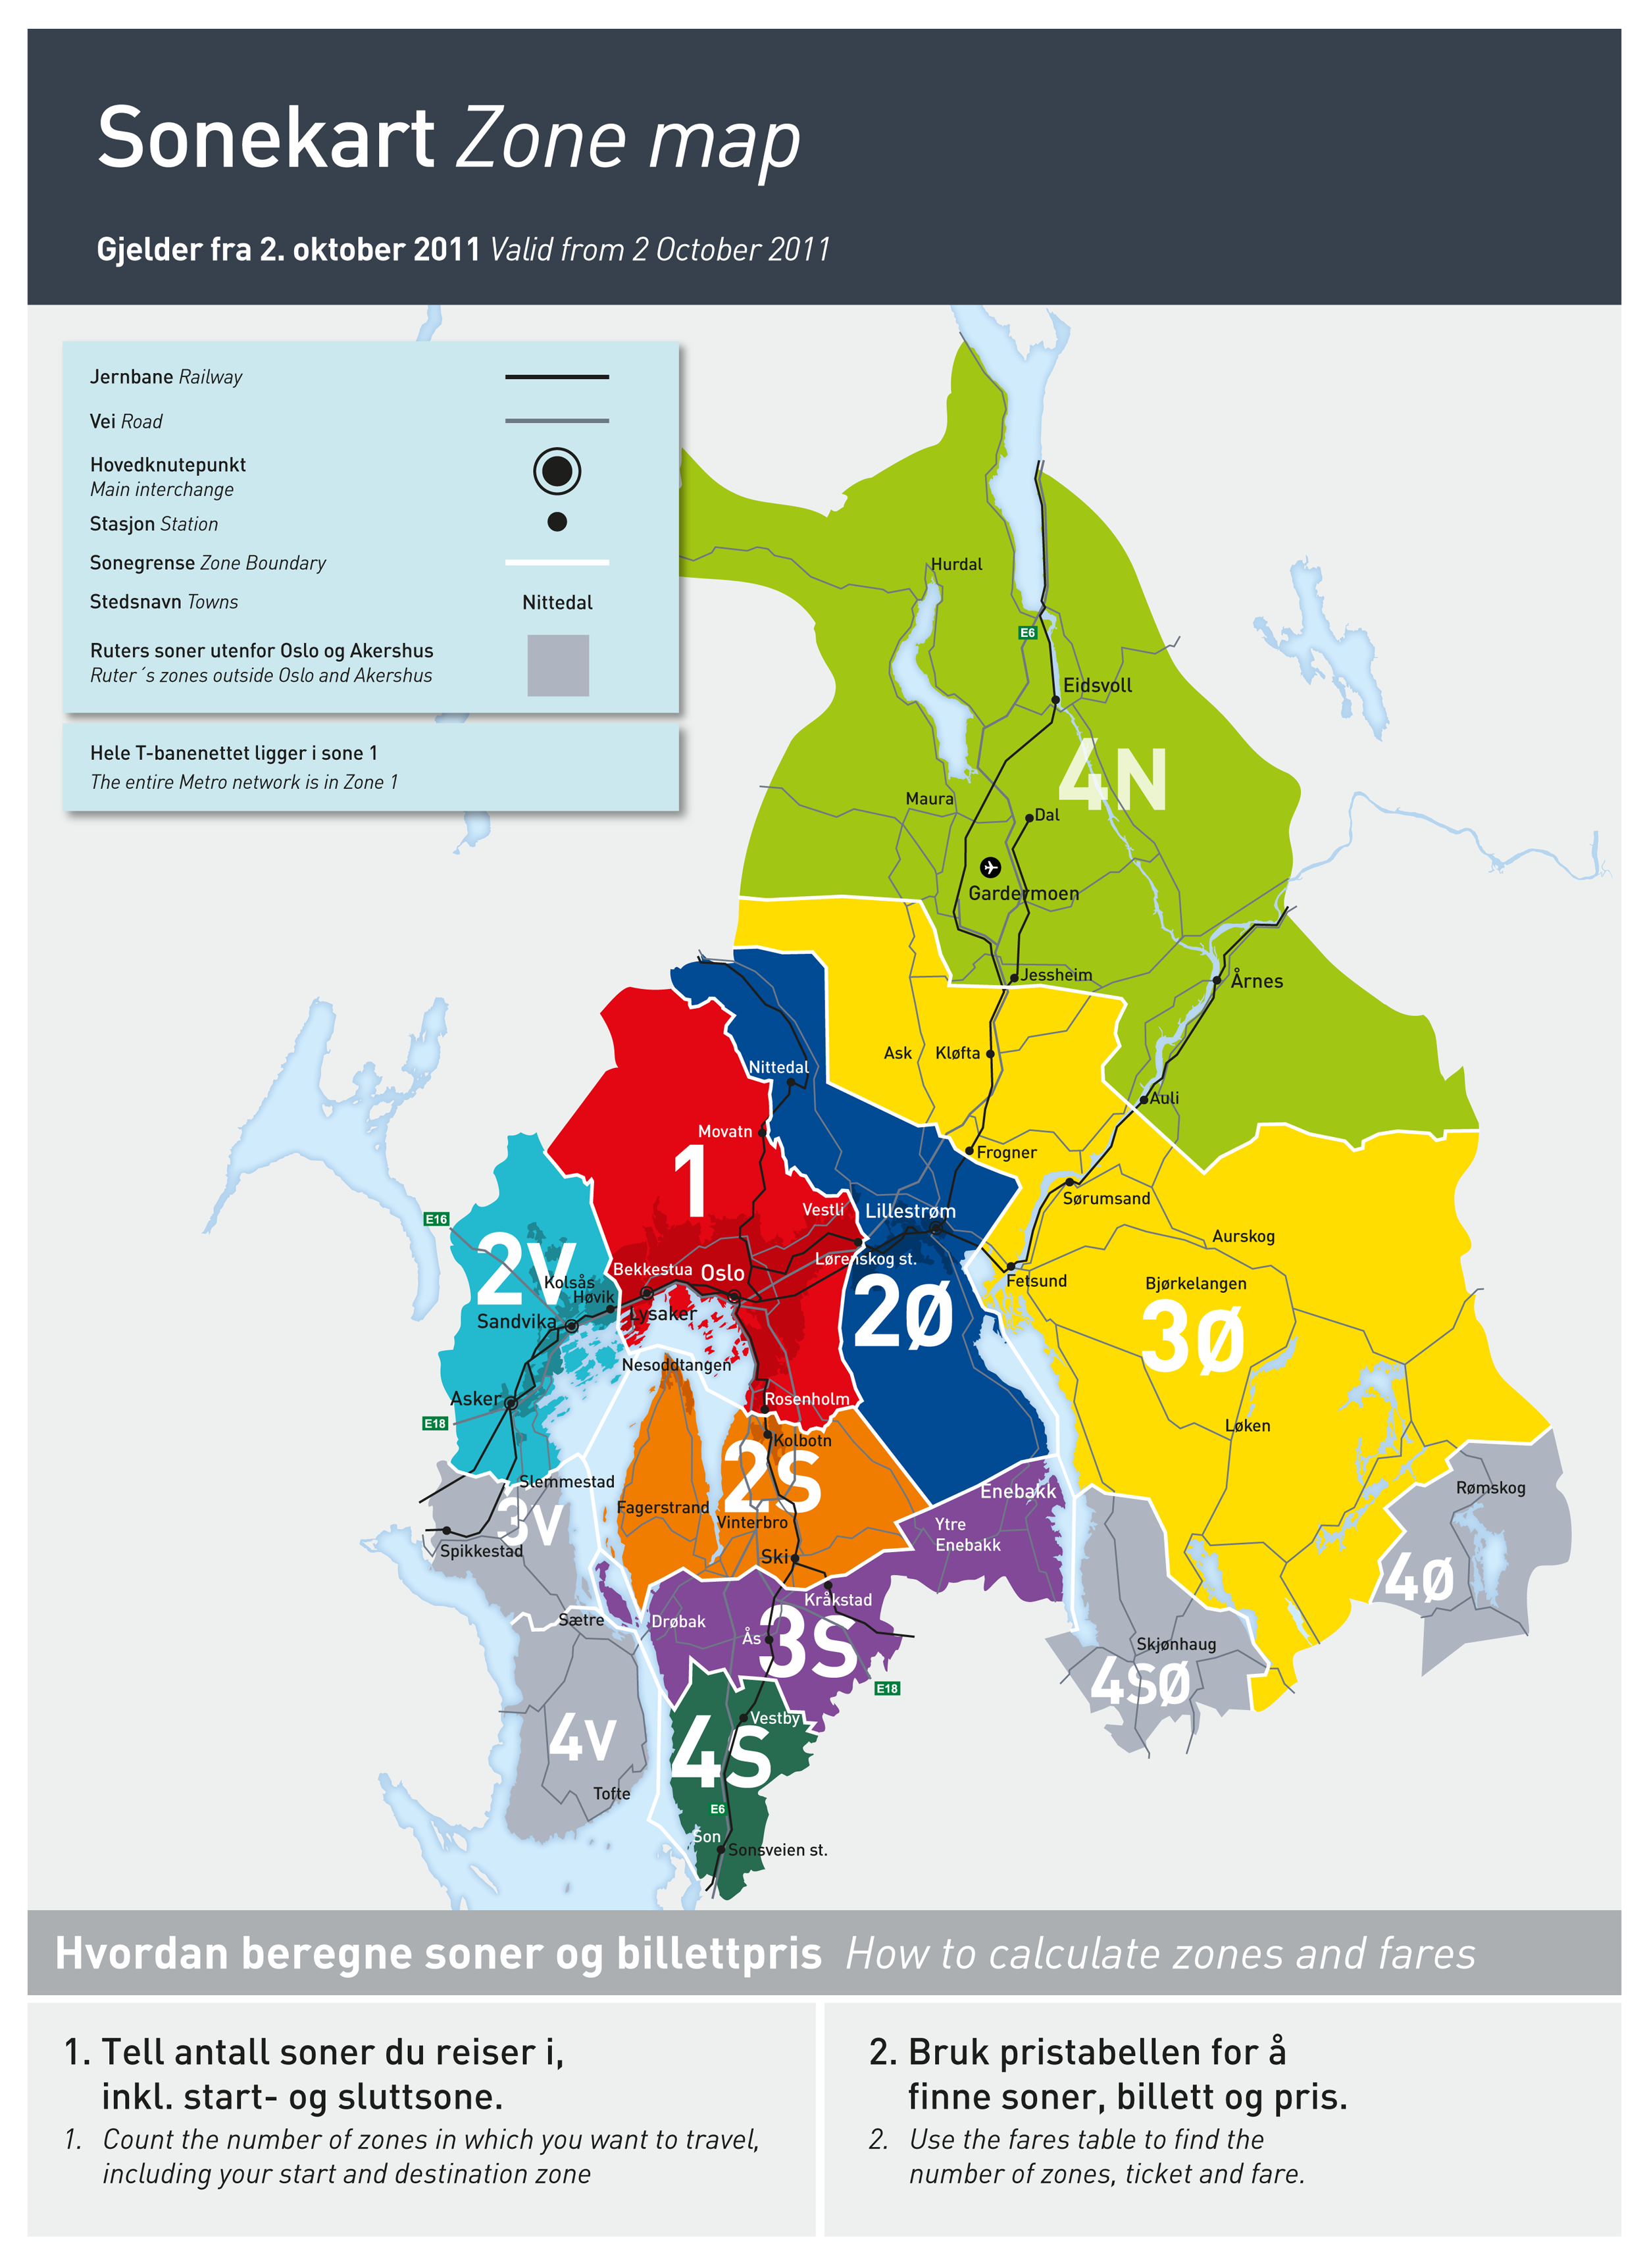 Sonekart Zone map
Gjelder fra 2. oktober 2011 Valid from 2 October 2011
Jernbane Railway
Vei Road
Hovedknutepunkt
Main interchange
Stasjon Station
Sonegrense Zone Boundary
Stedsnavn Towns Nittedal
Ruters soner utenfor Oslo og Akershus
Ruter´s zones outside Oslo and Akershus
Hele T-banenettet ligger i sone 1
The entire Metro network is in Zone 1
Hurdal
E6
Eidsvoll
4N
Maura
Dal
Gardermoen
Jessheim
Årnes
Ask
Kløfta
Nittedal
Auli
Movatn
1
Frogner
Sørumsand
Vestli
Lillestrøm
E16
2V
Aurskog
Lørenskog st.
Bekkestua
Oslo
Kolsås
Høvik
Fetsund
Bjørkelangen
Lysaker
Sandvika
2Ø
3Ø
Nesoddtangen
Asker
Rosenholm
E18
Løken
Kolbotn
2S
Slemmestad
Enebakk
Rømskog
Fagerstrand
3V
Vinterbro
Ytre
Enebakk
Spikkestad
Ski
4Ø
Kråkstad
Sætre
Drøbak
Ås
3S
Skjønhaug
4SØ
E18
Vestby
4V
4S
Tofte
E6
Son
Sonsveien st.
Hvordan beregne soner og billettpris How to calculate zones and fares
1. Tell antall soner du reiser i,
inkl. start- og sluttsone.
1. Count the number of zones in which you want to travel,
including your start and destination zone
2. Bruk pristabellen for å
finne soner, billett og pris.
2. Use the fares table to find the
number of zones, ticket and fare.